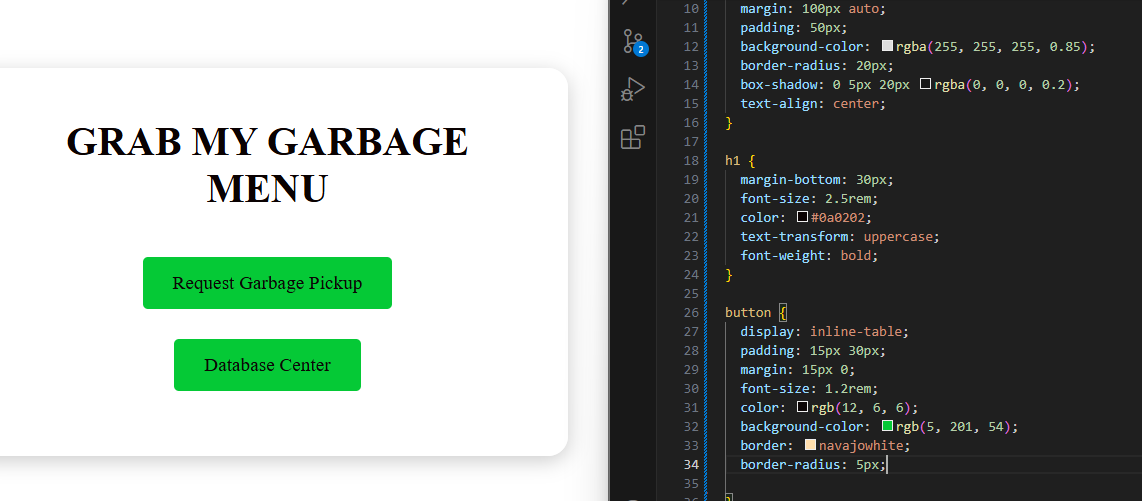 GRAB MY GARBAGE
MENU
Request Garbage Pickup
Database Center
2
10 margin: 100px auto;
11 padding: 50px;
12 background-color: rgba(255, 255, 255, 0.85);
13 border-radius: 20px;
14 box-shadow: 0 5px 20px rgba(0, 0, 0, 0.2);
15 text-align: center;
16 }
17
18 h1 {
19 margin-bottom: 30px;
20 font-size: 2.5rem;
21 color: #0a0202;
22 text-transform: uppercase;
23 font-weight: bold;
24 }
25
26 button {
27 display: inline-table;
28 padding: 15px 30px;
29 margin: 15px 0;
30 font-size: 1.2rem;
31 color: rgb(12, 6, 6);
32 background-color: rgb(5, 201, 54);
33 border: navajowhite;
34 border-radius: 5px;
35
36 }